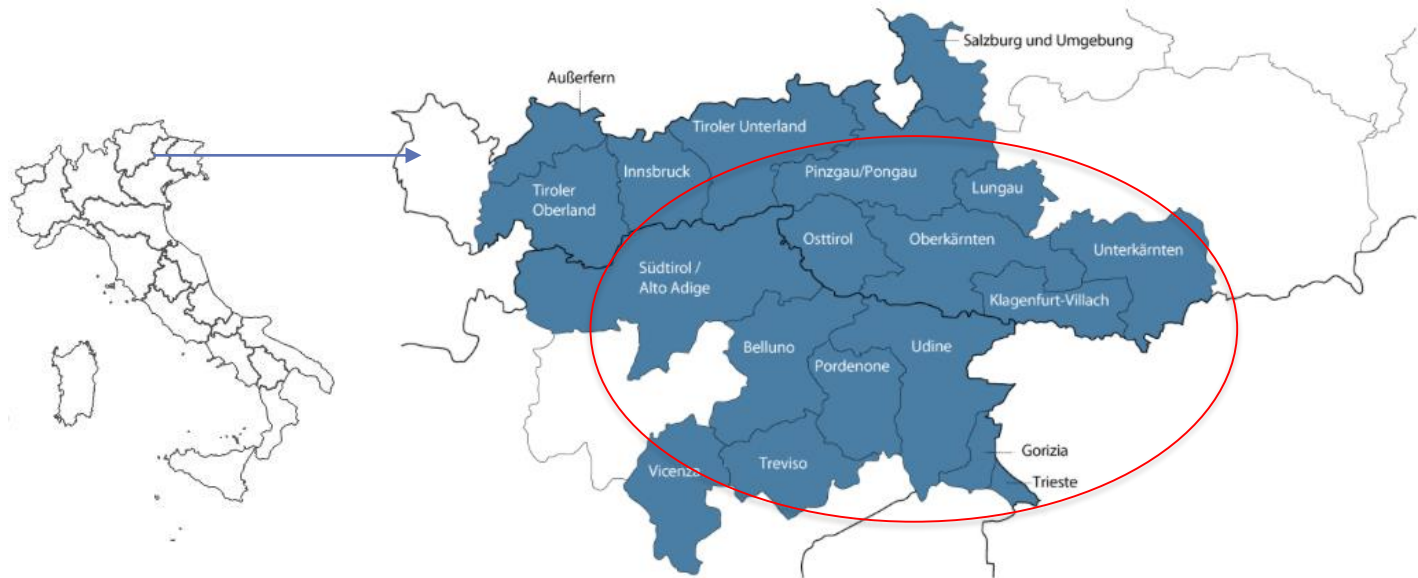 Salzburg und Umgebung
Außerfern
Tiroler Unterland
Innsbruck
Pinzgau/Pongau
Tiroler
Oberland
Lungau
Osttirol
Oberkärnten
Unterkärnten
Südtirol /
Alto Adige
Klagenfurt-Villach
Belluno
Udine
Pordenone
Gorizia
Vicenza
Treviso
Trieste